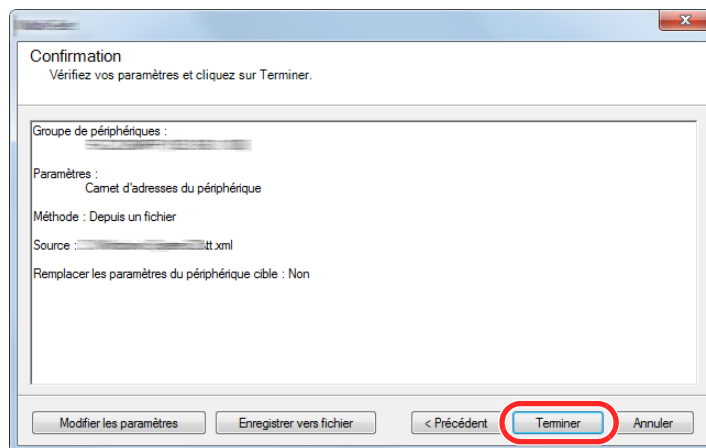 Confirmation
Vérifiez vos paramètres et cliquez sur Terminer.
Groupe de périphériques :
Paramètres :
Carnet d'adresses du périphérique
Méthode : Depuis un fichier
Source : tt.xml
Remplacer les paramètres du périphérique cible : Non
Modifier les paramètres
Enregistrer vers fichier
< Précédent
Terminer
Annuler